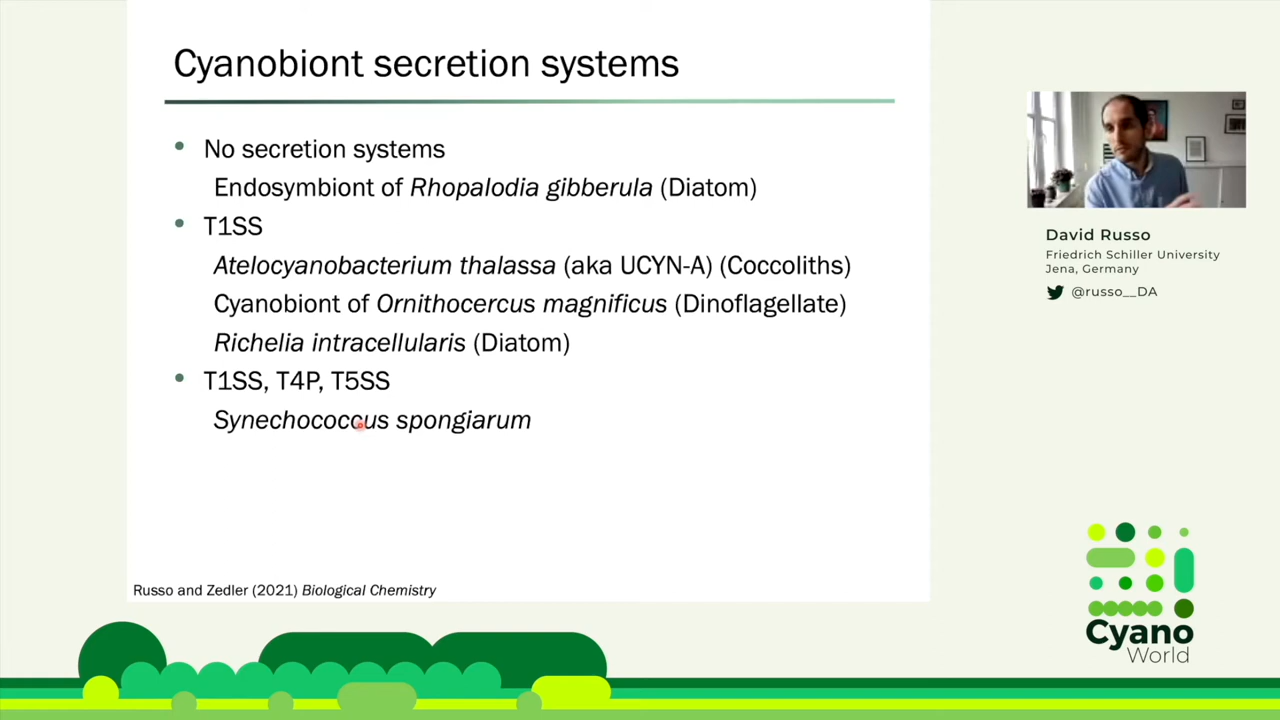 Cyanobiont secretion systems
• No secretion systems
Endosymbiont of Rhopalodia gibberula (Diatom)
• T1SS
Atelocyanobacterium thalassa (aka UCYN-A) (Coccoliths)
Cyanobiont of Ornithocercus magnificus (Dinoflagellate)
Richelia intracellularis (Diatom)
• T1SS, T4P, T5SS
Synechococcus spongiarum
Russo and Zedler (2021) Biological Chemistry
David Russo
Friedrich Schiller University
Jena, Germany
@russo__DA
Cyano
World